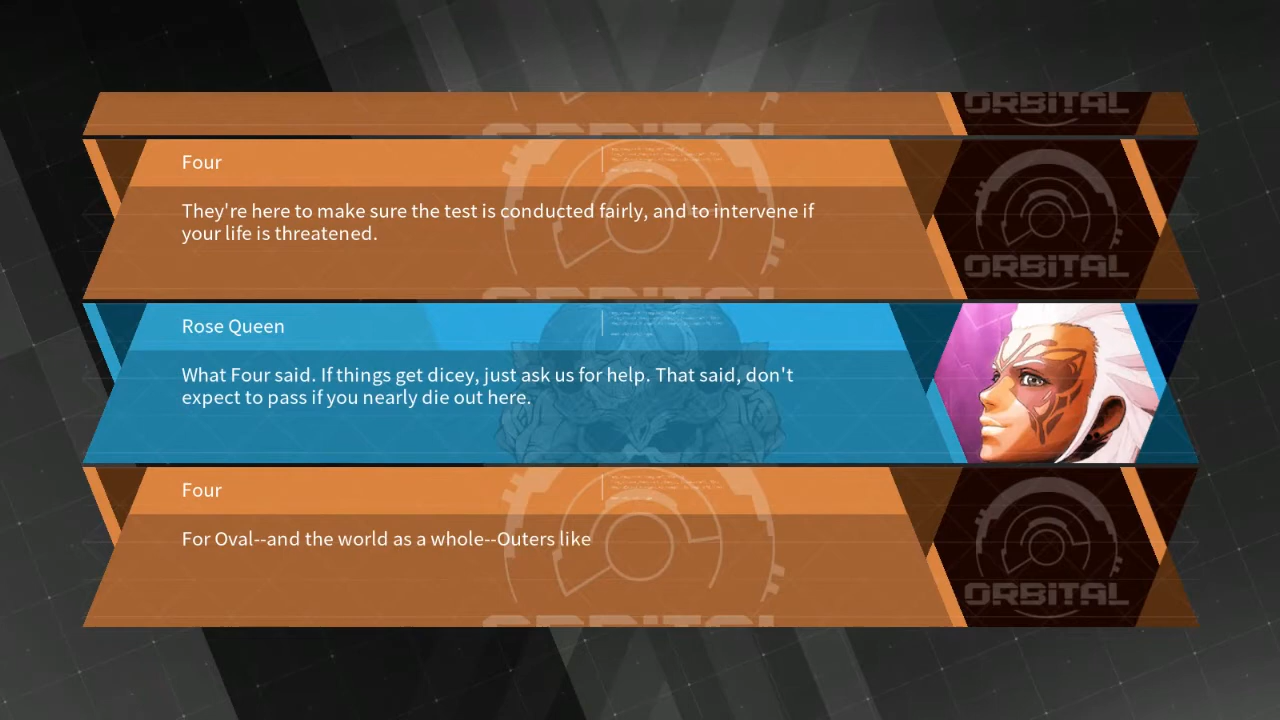 ORBITAL
ORBITAL
Four
They're here to make sure the test is conducted fairly, and to intervene if
your life is threatened.
ORBITAL
ORBITAL
Rose Queen
What Four said. If things get dicey, just ask us for help. That said, don't
expect to pass if you nearly die out here.
Four
For Oval--and the world as a whole--Outers like
ORBITAL
ORBITAL